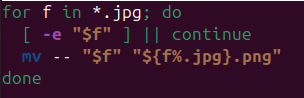 for f in *.jpg; do
  [ -e "$f" ] || continue
  mv -- "$f" "${f%.jpg}.png"
done